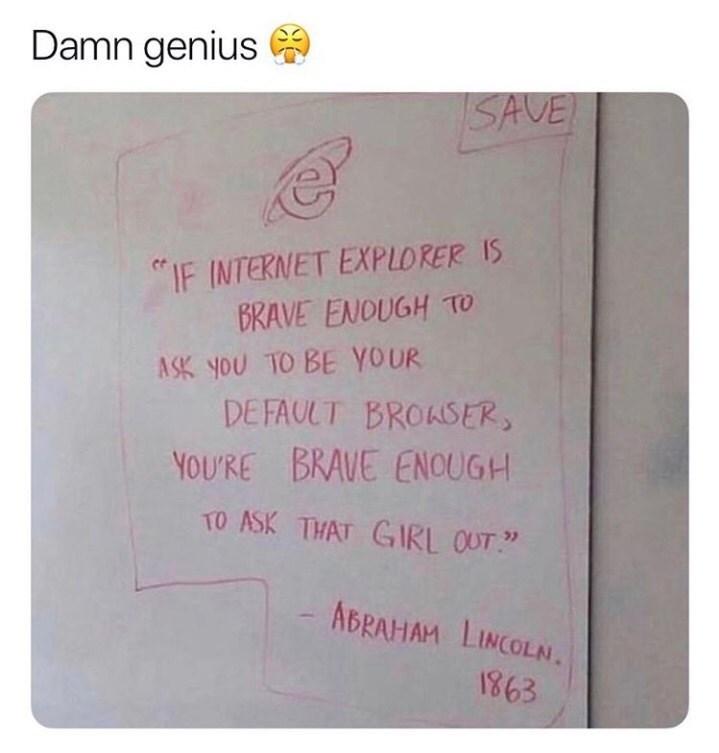 Damn genius 😤
SAVE
"IF INTERNET EXPLORER IS
BRAVE ENOUGH TO
ASK YOU TO BE YOUR
DEFAULT BROWSER,
YOU'RE BRAVE ENOUGH
TO ASK THAT GIRL OUT."
- ABRAHAM LINCOLN.
1863